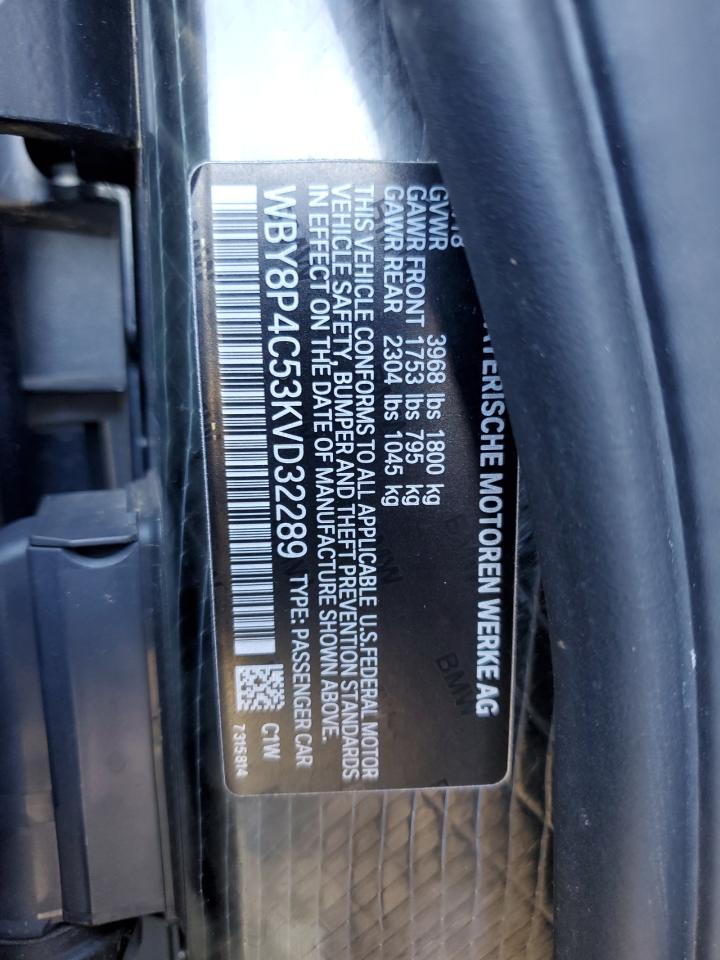 MOTOREN WERKE AG
GVWR 3968 lbs 1800 kg
GAWR FRONT 1753 lbs 795 kg
GAWR REAR 2304 lbs 1045 kg
THIS VEHICLE CONFORMS TO ALL APPLICABLE U.S.FEDERAL MOTOR
VEHICLE SAFETY, BUMPER AND THEFT PREVENTION STANDARDS
IN EFFECT ON THE DATE OF MANUFACTURE SHOWN ABOVE.
WBY8P4C53KVD32289 TYPE: PASSENGER CAR
C1W
7315814
BMW